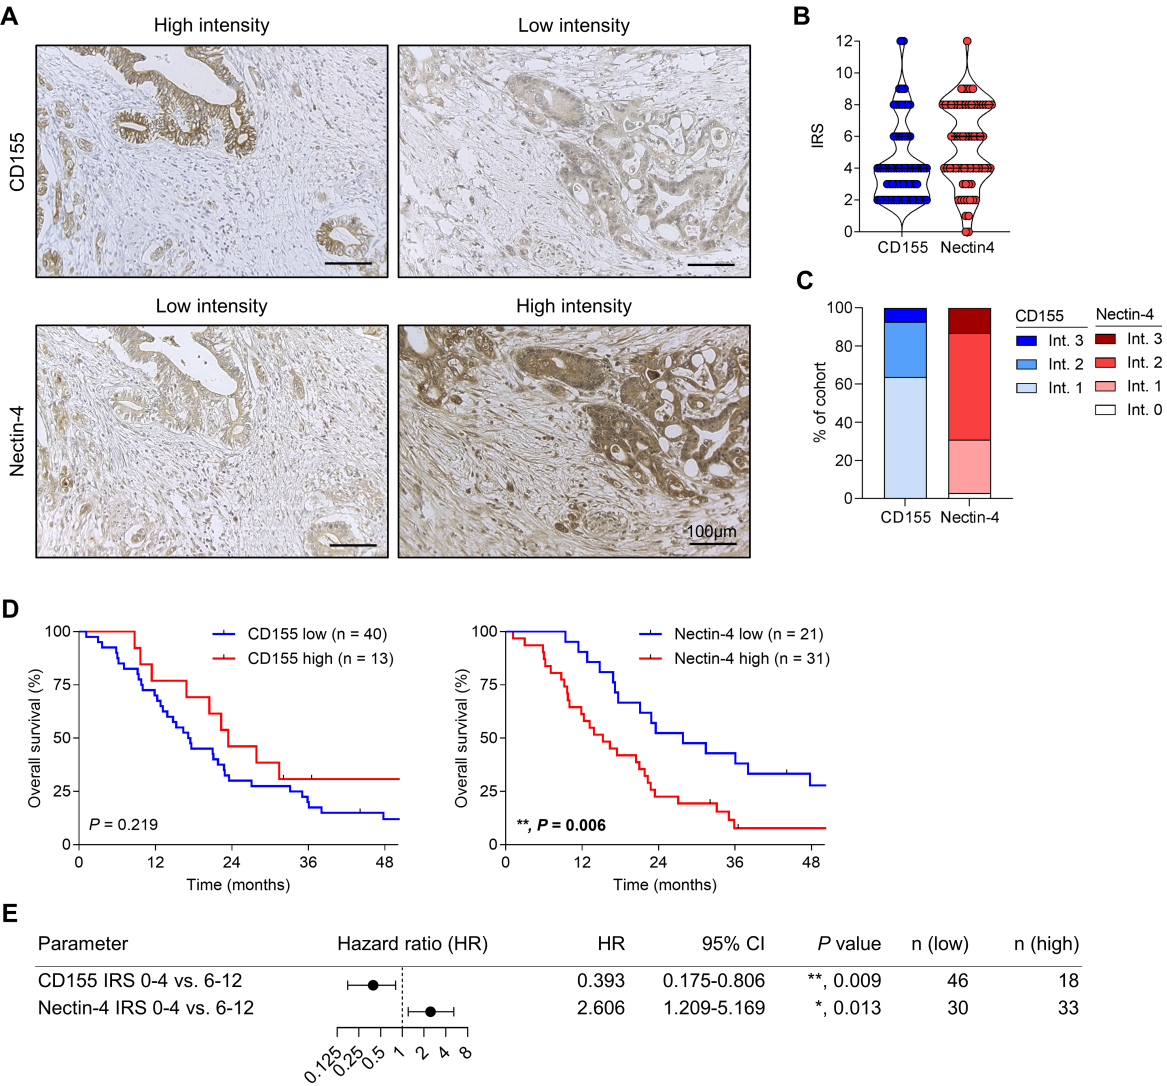 A
High intensity
Low intensity
CD155
Low intensity
High intensity
Nectin-4
100µm
B
IRS
12
10
8
6
4
2
0
CD155
Nectin4
C
% of cohort
100
80
60
40
20
0
CD155
Nectin-4
CD155
Int. 3
Int. 2
Int. 1
Nectin-4
Int. 3
Int. 2
Int. 1
Int. 0
D
Overall survival (%)
100
75
50
25
0
CD155 low (n = 40)
CD155 high (n = 13)
P = 0.219
0 12 24 36 48
Time (months)
Overall survival (%)
100
75
50
25
0
Nectin-4 low (n = 21)
Nectin-4 high (n = 31)
**, P = 0.006
0 12 24 36 48
Time (months)
E
Parameter Hazard ratio (HR) HR 95% CI P value n (low) n (high)
CD155 IRS 0-4 vs. 6-12 0.393 0.175-0.806 **, 0.009 46 18
Nectin-4 IRS 0-4 vs. 6-12 2.606 1.209-5.169 *, 0.013 30 33
0.125 0.25 0.5 1 2 4 8